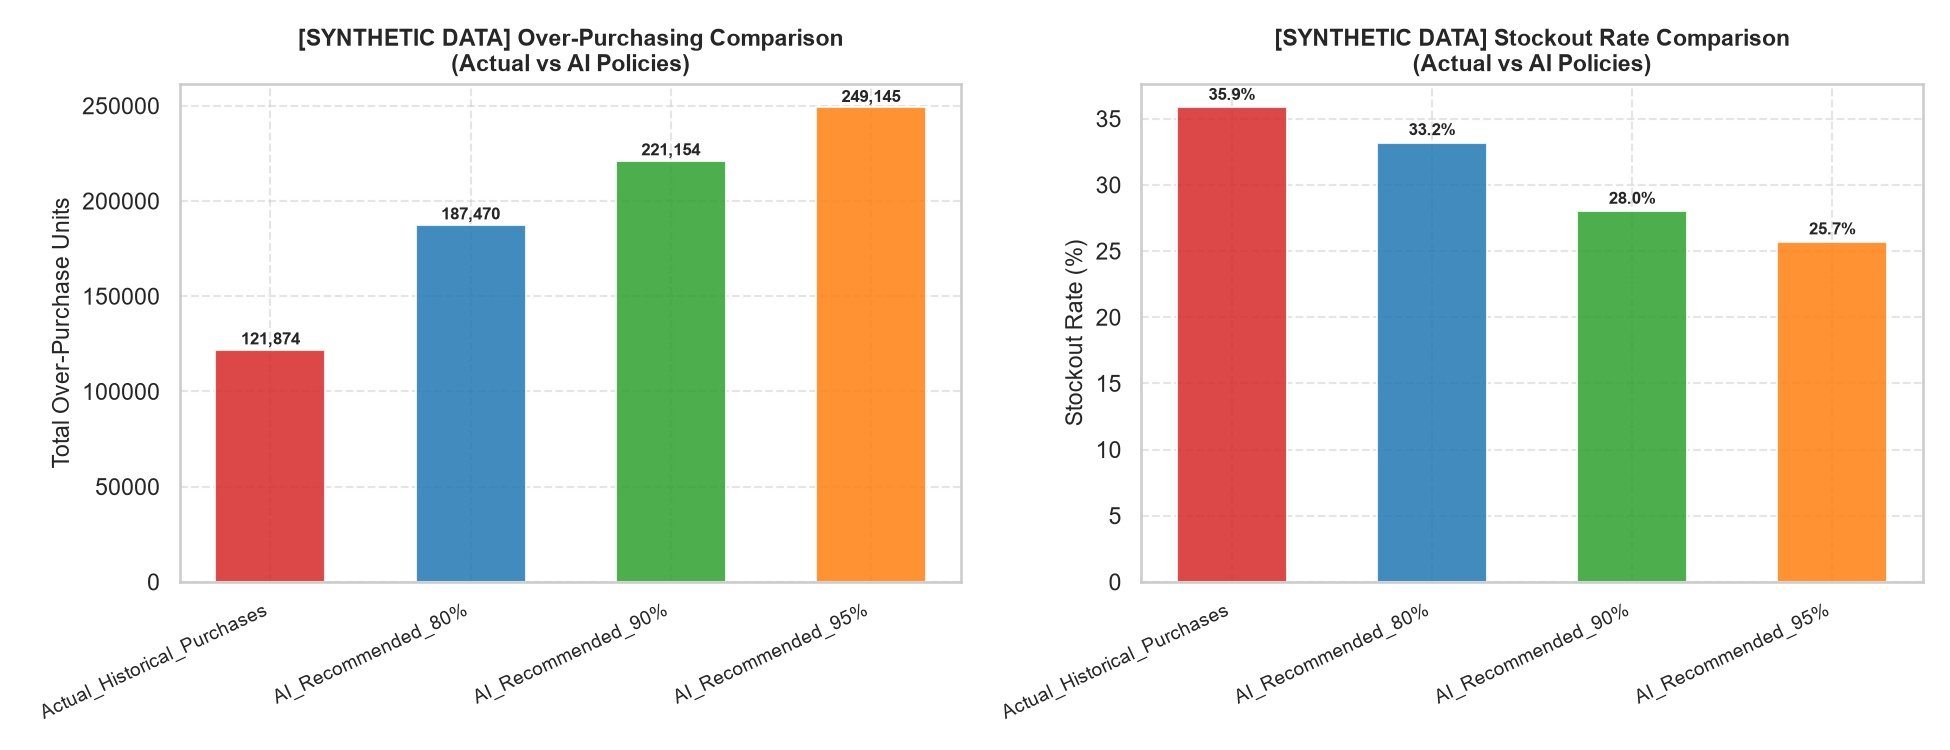 [SYNTHETIC DATA] Over-Purchasing Comparison
(Actual vs AI Policies)
Total Over-Purchase Units
250000
200000
150000
100000
50000
0
121,874
187,470
221,154
249,145
Actual_Historical_Purchases
AI_Recommended_80%
AI_Recommended_90%
AI_Recommended_95%
[SYNTHETIC DATA] Stockout Rate Comparison
(Actual vs AI Policies)
Stockout Rate (%)
35
30
25
20
15
10
5
0
35.9%
33.2%
28.0%
25.7%
Actual_Historical_Purchases
AI_Recommended_80%
AI_Recommended_90%
AI_Recommended_95%